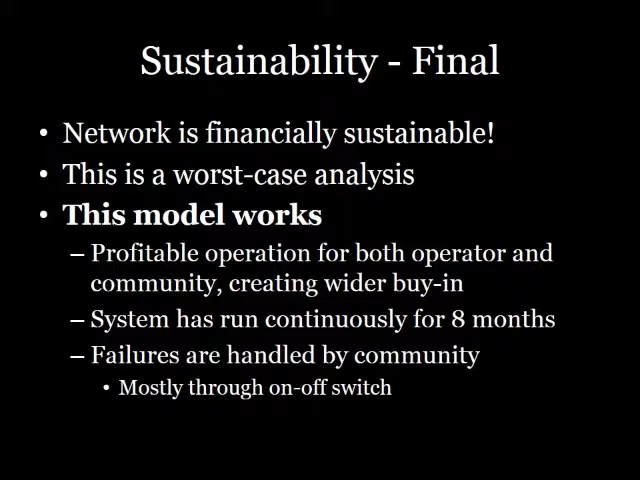 Sustainability - Final
• Network is financially sustainable!
• This is a worst-case analysis
• This model works
– Profitable operation for both operator and
community, creating wider buy-in
– System has run continuously for 8 months
– Failures are handled by community
• Mostly through on-off switch